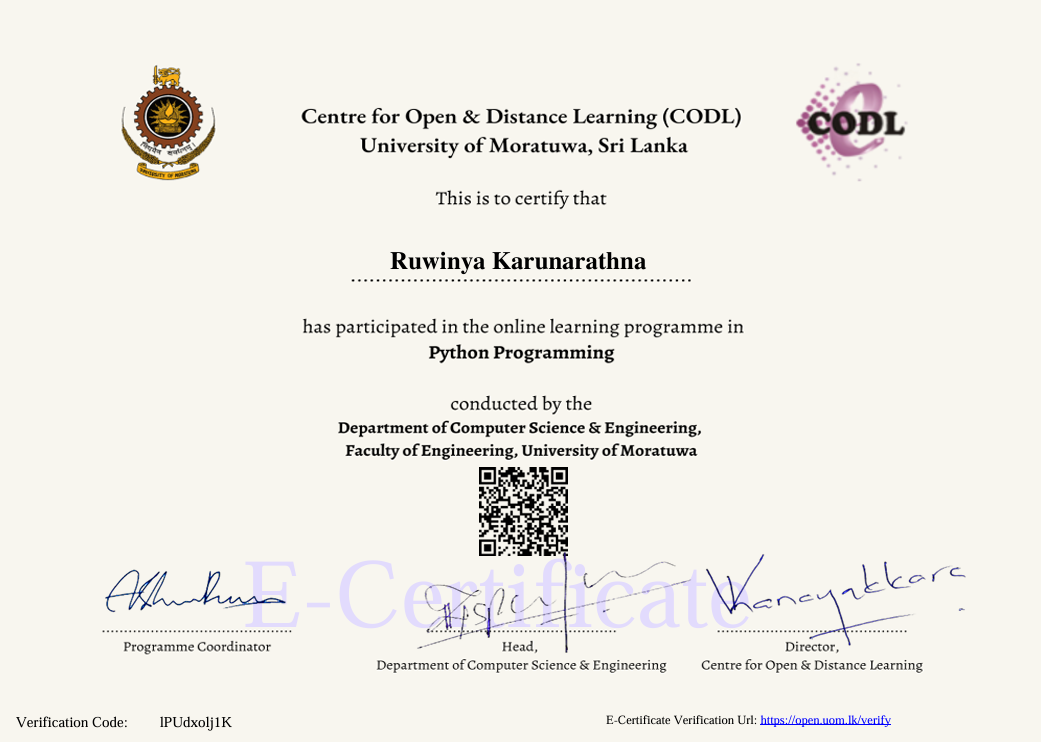 Centre for Open & Distance Learning (CODL)
University of Moratuwa, Sri Lanka
CODL
UNIVERSITY OF MORATUWA
This is to certify that
Ruwinya Karunarathna
has participated in the online learning programme in
Python Programming
conducted by the
Department of Computer Science & Engineering,
Faculty of Engineering, University of Moratuwa
E-Certificate
Programme Coordinator
Head,
Department of Computer Science & Engineering
Director,
Centre for Open & Distance Learning
Verification Code: lPUdxolj1K
E-Certificate Verification Url: https://open.uom.lk/verify